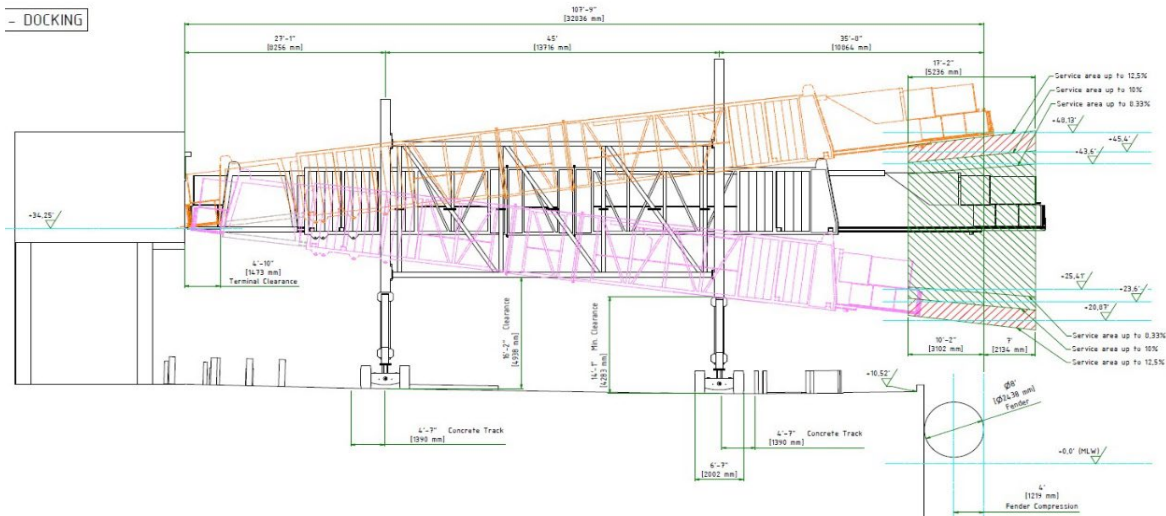 - DOCKING
107'-9"
[32836 mm]
27'-1"
[8256 mm]
45'
[13716 mm]
35'-8"
[10864 mm]
17'-2"
[5236 mm]
Service area up to 12,5%
Service area up to 10%
Service area up to 0.33%
+48,13'
+45,4'
+43,6'
+34,25'
4'-10"
[1473 mm]
Terminal Clearance
16'-2" Clearance
[4938 mm]
14'-1" Min. Clearance
[4283 mm]
+25,41'
+23,6'
+20,87'
Service area up to 0,33%
Service area up to 10%
Service area up to 12,5%
10'-2"
[3102 mm]
7'
[2134 mm]
+10,52'
Ø8'
[Ø2438 mm]
Fender
4'-7" Concrete Track
[1390 mm]
4'-7" Concrete Track
[1390 mm]
6'-7"
[2002 mm]
+0,0' (MLW)
4'
[1219 mm]
Fender Compression